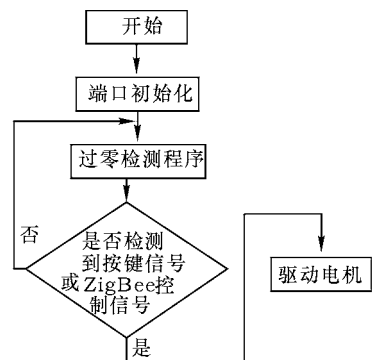 开始
端口初始化
过零检测程序
否
是否检测
到按键信号
或ZigBee控
制信号
是
驱动电机